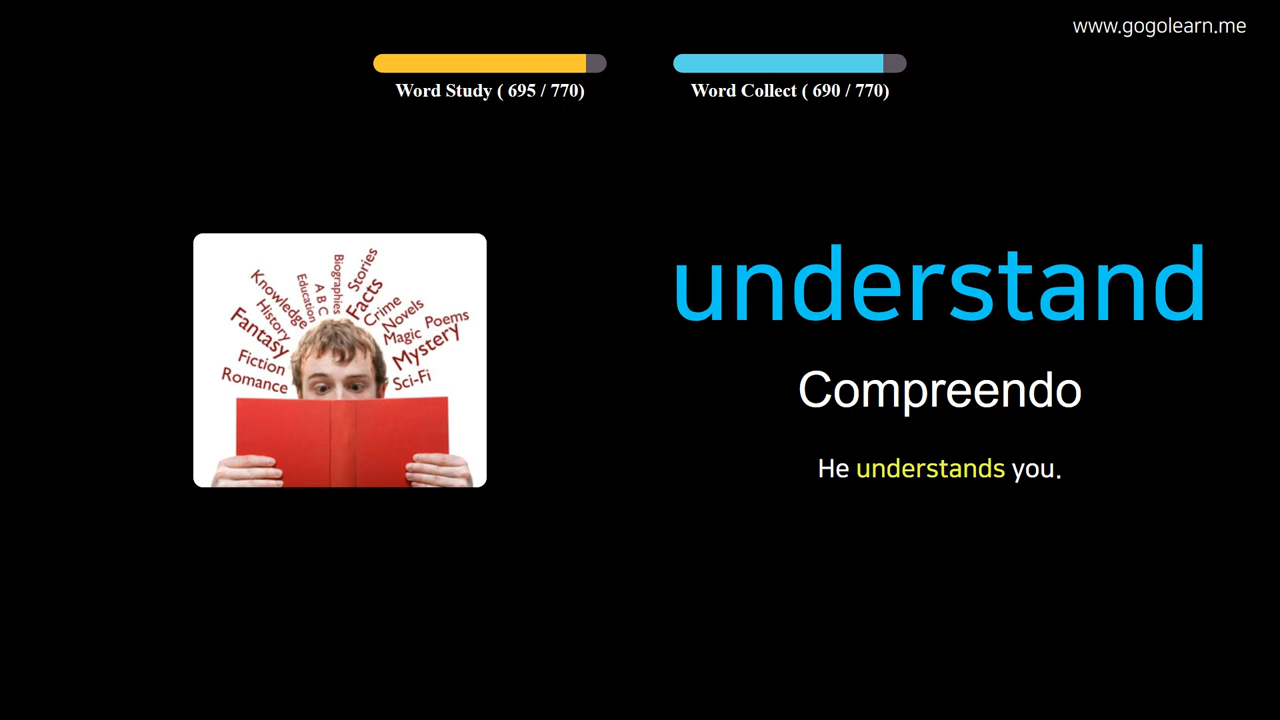 www.gogolearn.me
Word Study ( 695 / 770)
Word Collect ( 690 / 770)
understand
Compreendo
He understands you.
Knowledge
History
Fantasy
Fiction
Romance
Education
A B C
Biographies
Stories
Facts
Crime
Novels
Magic
Poems
Mystery
Sci-Fi